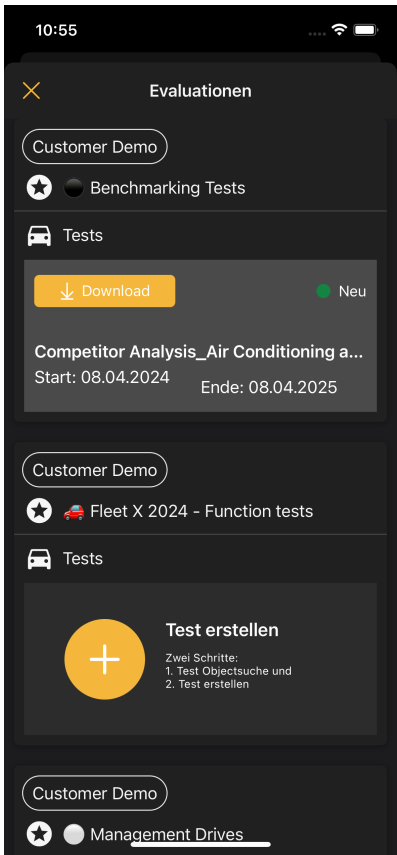 10:55
Evaluationen
Customer Demo
Benchmarking Tests
Tests
Download
Neu
Competitor Analysis_Air Conditioning a...
Start: 08.04.2024
Ende: 08.04.2025
Customer Demo
Fleet X 2024 - Function tests
Tests
Test erstellen
Zwei Schritte:
1. Test Objectsuche und
2. Test erstellen
Customer Demo
Management Drives